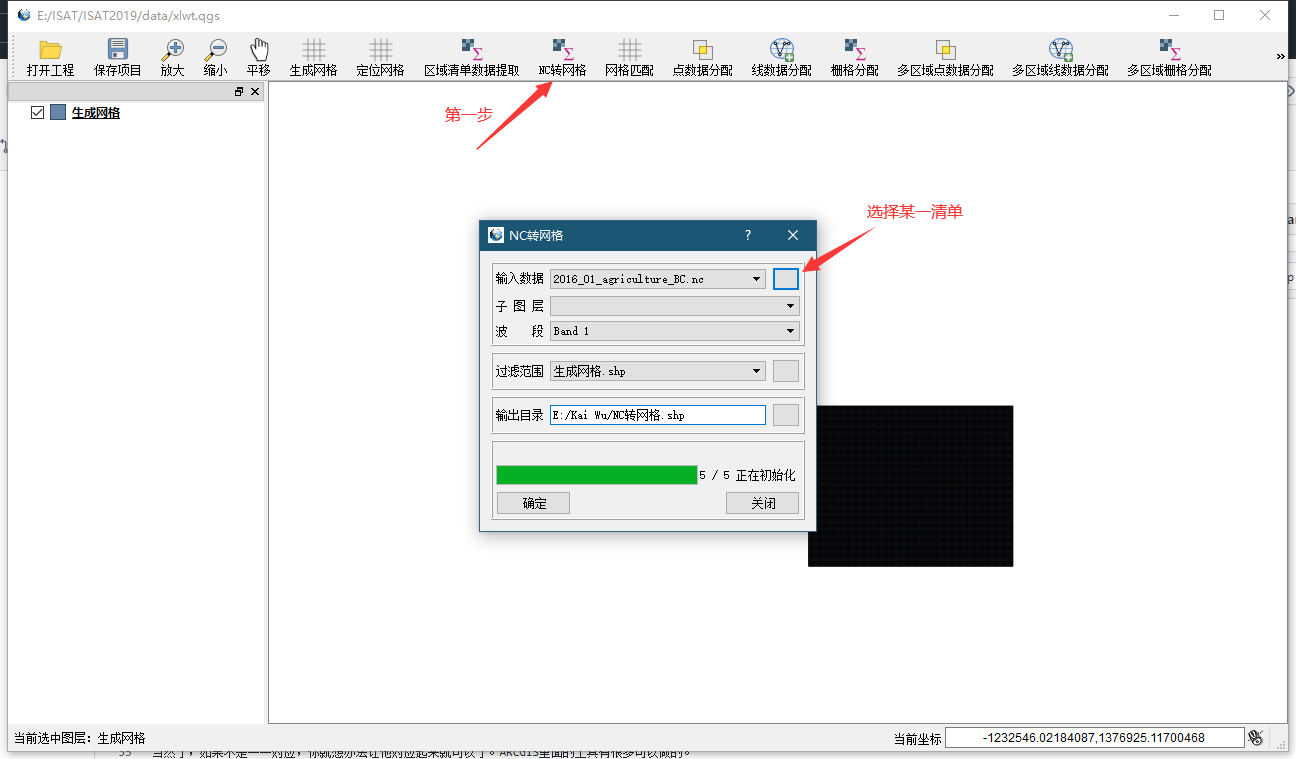 E:/ISAT/ISAT2019/data/xlwt.qgs
打开工程 保存项目 放大 缩小 平移 生成网格 定位网格 区域清单数据提取 NC转网格 网格匹配 点数据分配 线数据分配 栅格分配 多区域点数据分配 多区域线数据分配 多区域栅格分配 »
生成网格
第一步
选择某一清单
NC转网格 ?
输入数据 2016_01_agriculture_BC.nc
子 图 层
波 段 Band 1
过滤范围 生成网格.shp
输出目录 E:/Kai Wu/NC转网格.shp
5 / 5 正在初始化
确定 关闭
当前选中图层: 生成网格
当前坐标 -1232546.02184087,1376925.11700468